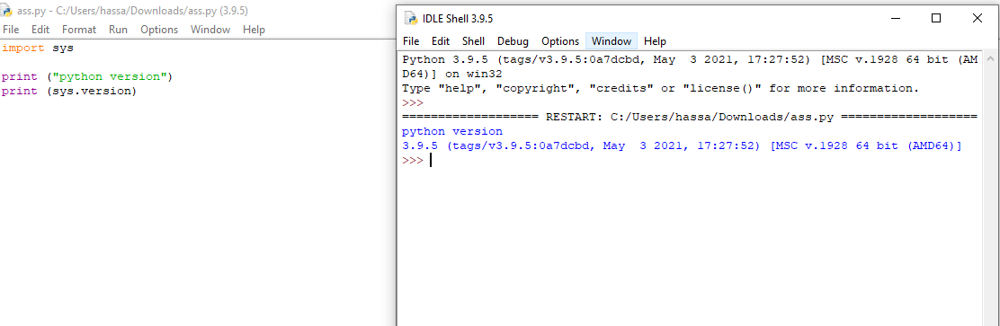 ass.py - C:/Users/hassa/Downloads/ass.py (3.9.5)
File Edit Format Run Options Window Help
import sys
print ("python version")
print (sys.version)
IDLE Shell 3.9.5
File Edit Shell Debug Options Window Help
Python 3.9.5 (tags/v3.9.5:0a7dcbd, May  3 2021, 17:27:52) [MSC v.1928 64 bit (AM
D64)] on win32
Type "help", "copyright", "credits" or "license()" for more information.
>>>
=================== RESTART: C:/Users/hassa/Downloads/ass.py ===================
python version
3.9.5 (tags/v3.9.5:0a7dcbd, May  3 2021, 17:27:52) [MSC v.1928 64 bit (AMD64)]
>>>